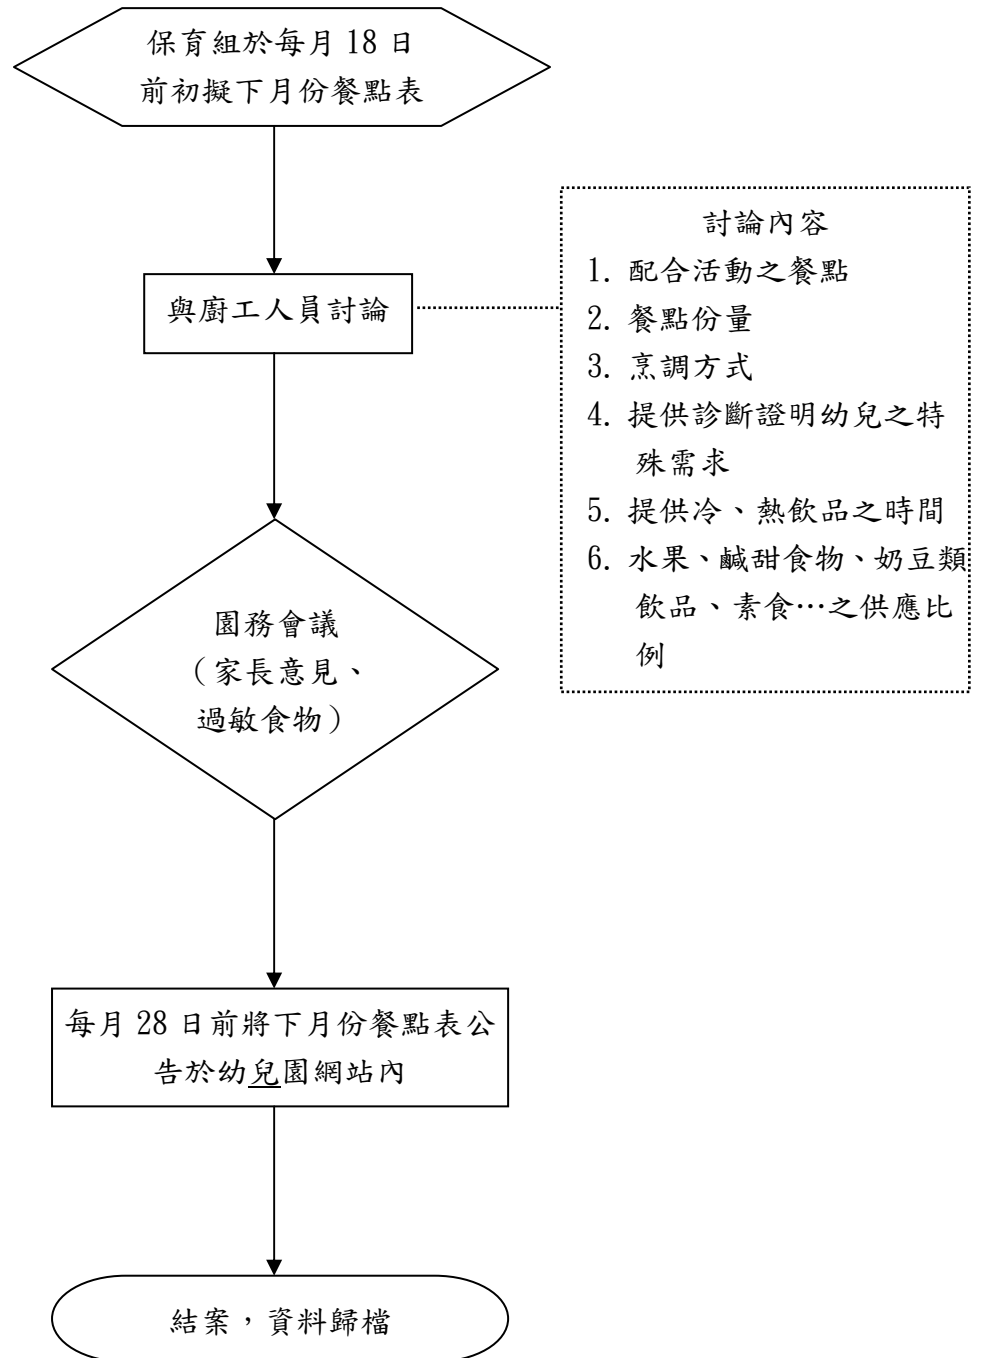 保育組於每月 18 日
前初擬下月份餐點表
與廚工人員討論
討論內容
1. 配合活動之餐點
2. 餐點份量
3. 烹調方式
4. 提供診斷證明幼兒之特
殊需求
5. 提供冷、熱飲品之時間
6. 水果、鹹甜食物、奶豆類
飲品、素食…之供應比
例
園務會議
（家長意見、
過敏食物）
每月 28 日前將下月份餐點表公
告於幼兒園網站內
結案，資料歸檔